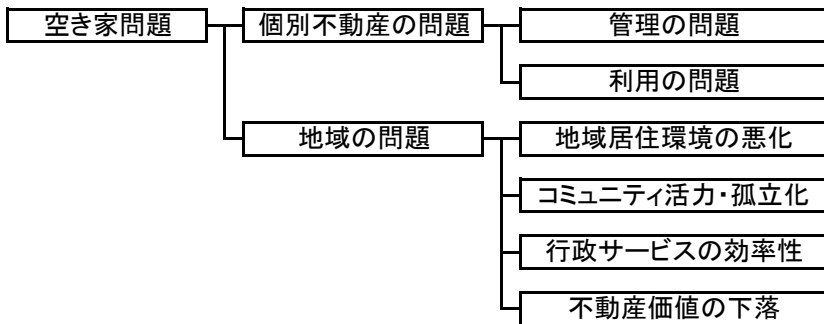 空き家問題
個別不動産の問題
管理の問題
利用の問題
地域の問題
地域居住環境の悪化
コミュニティ活力・孤立化
行政サービスの効率性
不動産価値の下落